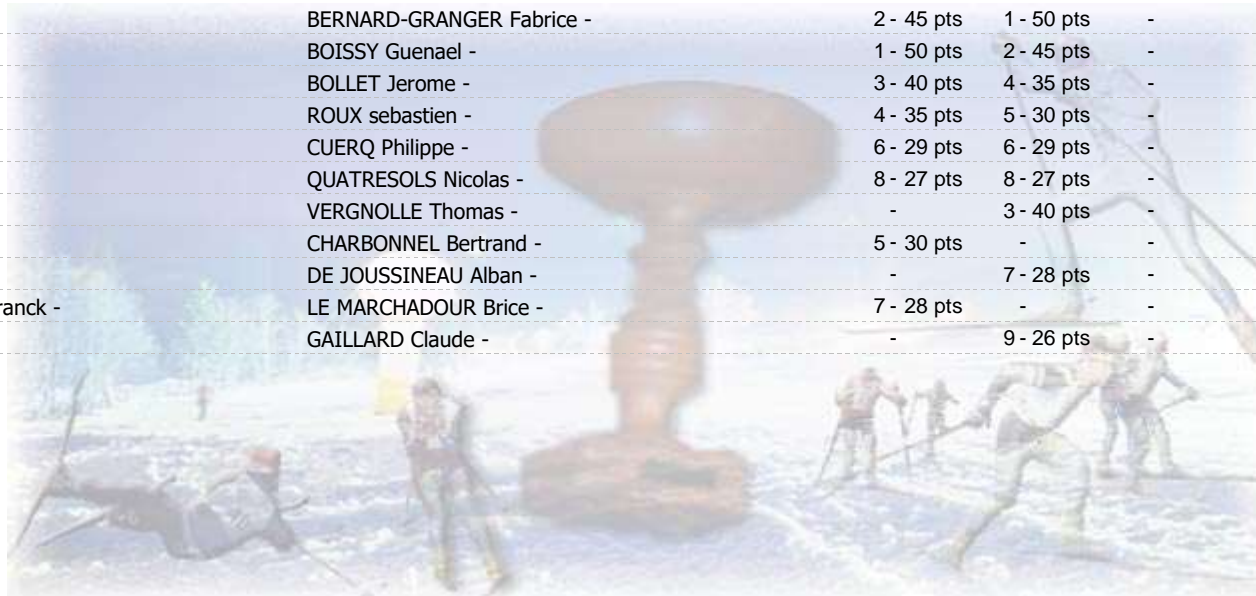 BERNARD-GRANGER Fabrice - 2 - 45 pts 1 - 50 pts -
BOISSY Guenael - 1 - 50 pts 2 - 45 pts -
BOLLET Jerome - 3 - 40 pts 4 - 35 pts -
ROUX sebastien - 4 - 35 pts 5 - 30 pts -
CUERQ Philippe - 6 - 29 pts 6 - 29 pts -
QUATRESOLS Nicolas - 8 - 27 pts 8 - 27 pts -
VERGNOLLE Thomas - - 3 - 40 pts -
CHARBONNEL Bertrand - 5 - 30 pts - -
DE JOUSSINEAU Alban - - 7 - 28 pts -
ranck - LE MARCHADOUR Brice - 7 - 28 pts - -
GAILLARD Claude - - 9 - 26 pts -